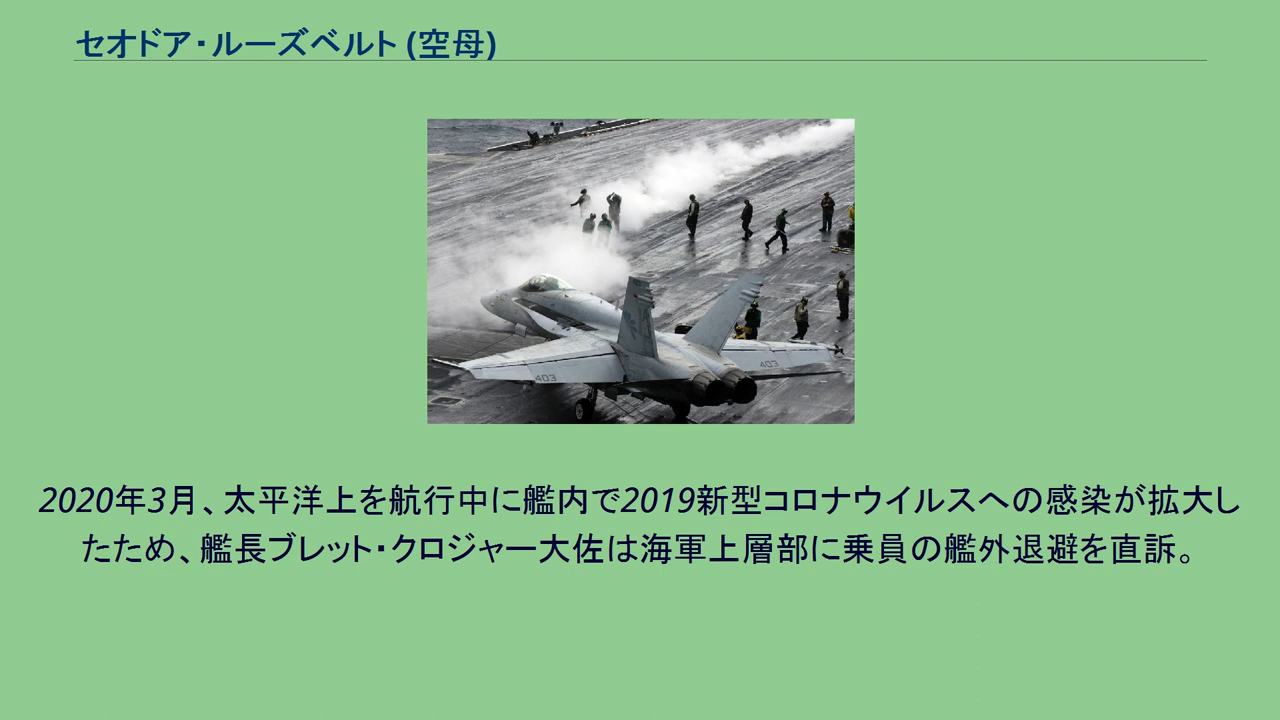 セオドア・ルーズベルト (空母)
403
403
2020年3月、太平洋上を航行中に艦内で2019新型コロナウイルスへの感染が拡大し
たため、艦長ブレット・クロジャー大佐は海軍上層部に乗員の艦外退避を直訴。